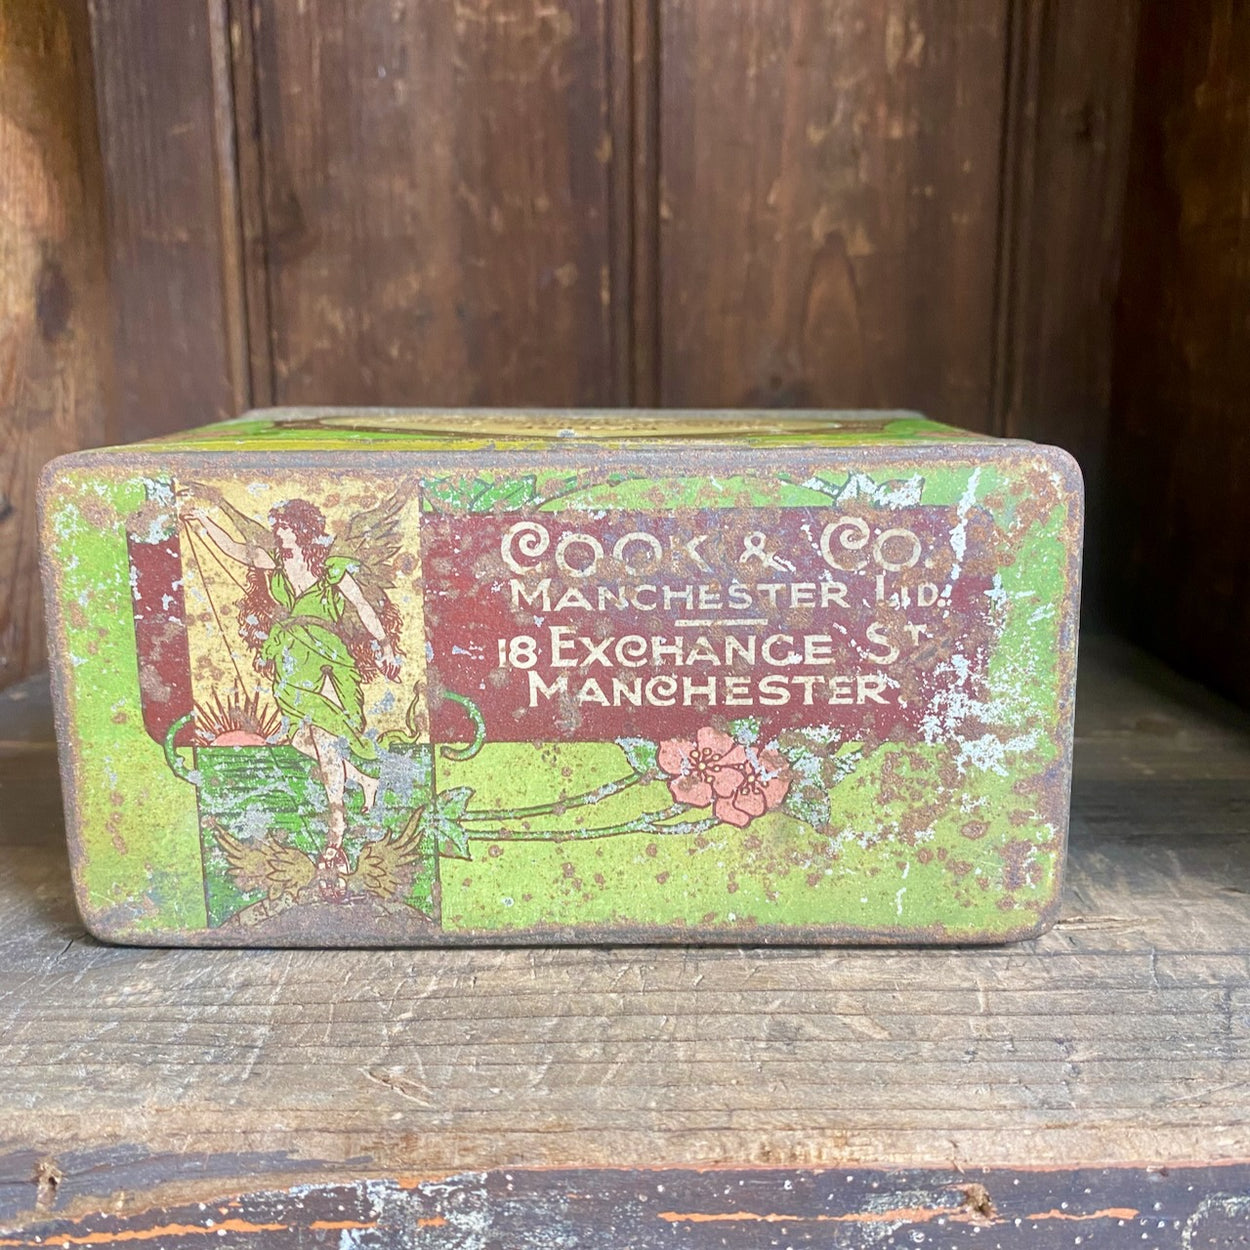 COOK & CO.
MANCHESTER LTD.
18 EXCHANGE ST.
MANCHESTER.